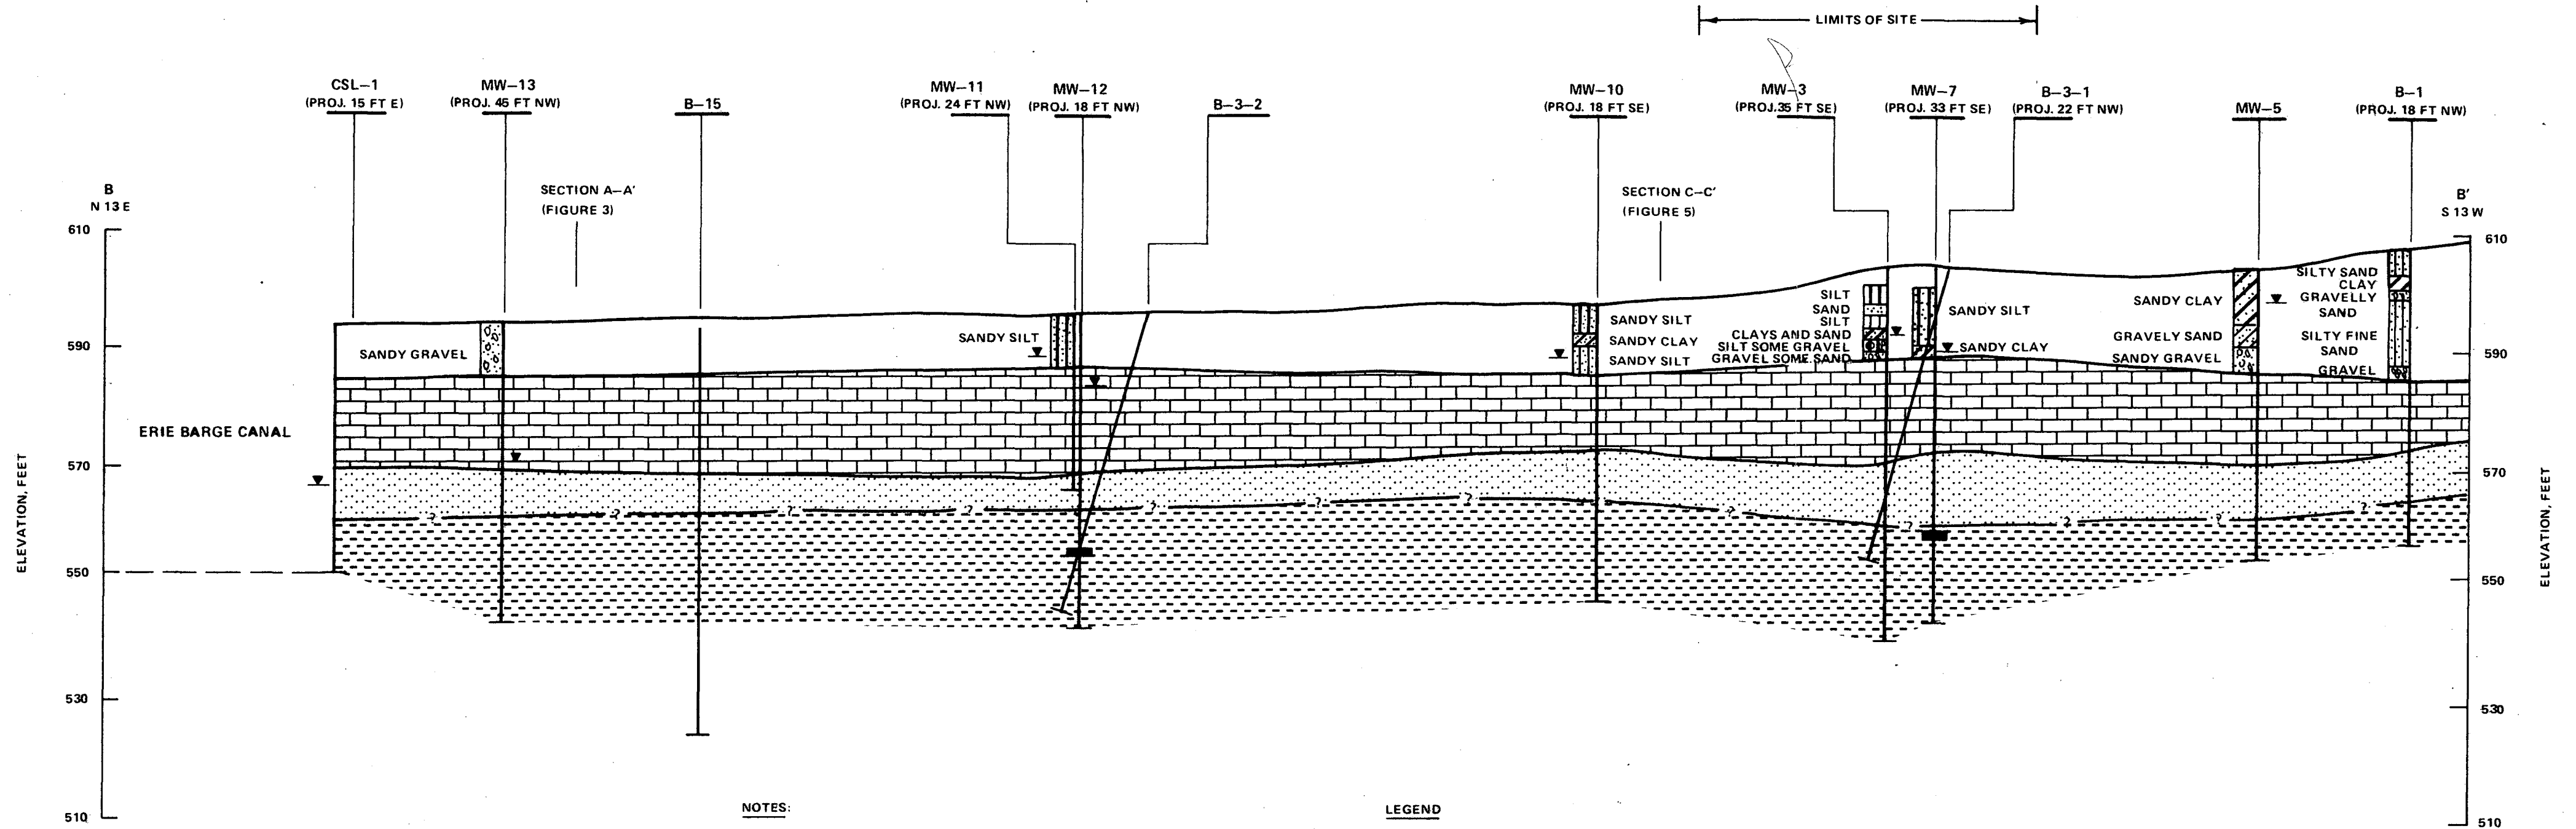 LIMITS OF SITE
CSL-1
(PROJ. 15 FT E)
MW-13
(PROJ. 45 FT NW)
B-15
MW-11
(PROJ. 24 FT NW)
MW-12
(PROJ. 18 FT NW)
B-3-2
MW-10
(PROJ. 18 FT SE)
MW-3
(PROJ. 35 FT SE)
MW-7
(PROJ. 33 FT SE)
B-3-1
(PROJ. 22 FT NW)
MW-5
B-1
(PROJ. 18 FT NW)
B
N 13 E
SECTION A-A'
(FIGURE 3)
SECTION C-C'
(FIGURE 5)
B'
S 13 W
610
590
570
550
530
510
ELEVATION, FEET
ERIE BARGE CANAL
SANDY GRAVEL
SANDY SILT
SANDY SILT
SANDY CLAY
SANDY SILT
SILT
SAND
SILT
CLAYS AND SAND
SILT SOME GRAVEL
GRAVEL SOME SAND
SANDY SILT
SANDY CLAY
SANDY CLAY
GRAVELY SAND
SANDY GRAVEL
SILTY SAND
CLAY
GRAVELLY
SAND
SILTY FINE
SAND
GRAVEL
? ? ? ? ? ? ? ? ? ? ? ?
610
590
570
550
530
510
ELEVATION, FEET
NOTES:
LEGEND